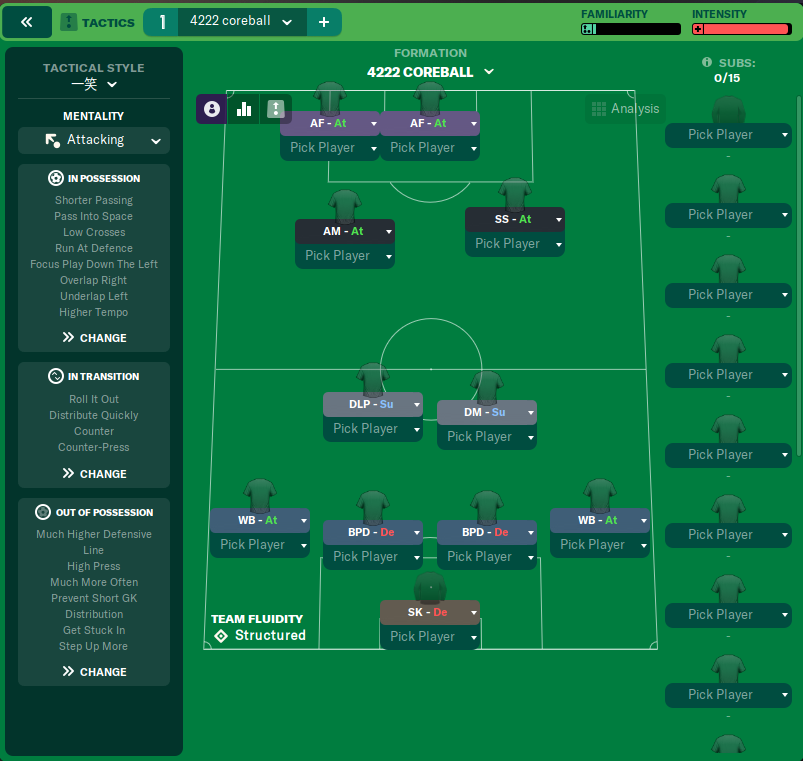 TACTICS
1
4222 coreball
+
FAMILIARITY
INTENSITY
TACTICAL STYLE
一笑
MENTALITY
Attacking
IN POSSESSION
Shorter Passing
Pass Into Space
Low Crosses
Run At Defence
Focus Play Down The Left
Overlap Right
Underlap Left
Higher Tempo
CHANGE
IN TRANSITION
Roll It Out
Distribute Quickly
Counter
Counter-Press
CHANGE
OUT OF POSSESSION
Much Higher Defensive
Line
High Press
Much More Often
Prevent Short GK
Distribution
Get Stuck In
Step Up More
CHANGE
FORMATION
4222 COREBALL
Analysis
AF - At
Pick Player
AF - At
Pick Player
AM - At
Pick Player
SS - At
Pick Player
DLP - Su
Pick Player
DM - Su
Pick Player
WB - At
Pick Player
BPD - De
Pick Player
BPD - De
Pick Player
WB - At
Pick Player
SK - De
Pick Player
TEAM FLUIDITY
Structured
SUBS:
0/15
Pick Player
-
Pick Player
-
Pick Player
-
Pick Player
-
Pick Player
-
Pick Player
-
Pick Player
-
Pick Player
-